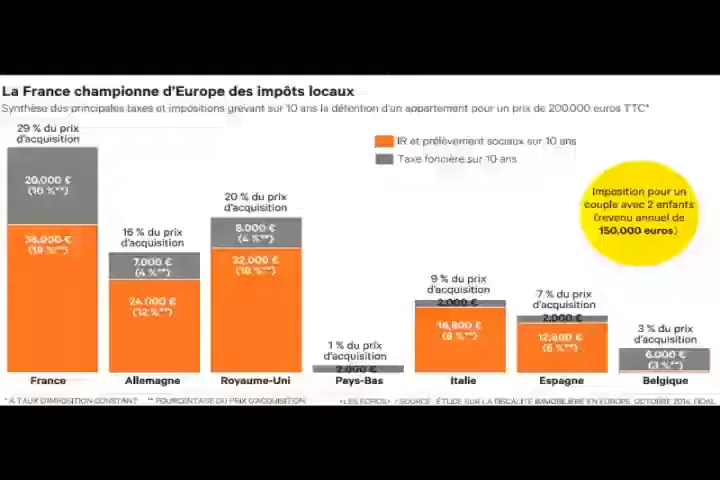 La France championne d'Europe des impôts locaux
Synthèse des principales taxes et impositions grevant sur 10 ans la détention d'un appartement pour un prix de 200.000 euros TTC*
IR et prélèvement sociaux sur 10 ans
Taxe foncière sur 10 ans
Imposition pour un
couple avec 2 enfants
(revenu annuel de
150.000 euros)
29 % du prix
d'acquisition
20.000 €
(10 %**)
38.000 €
(19 %**)
France
16 % du prix
d'acquisition
7.000 €
(4 %**)
24.000 €
(12 %**)
Allemagne
20 % du prix
d'acquisition
8.000 €
(4 %**)
32.000 €
(16 %**)
Royaume-Uni
1 % du prix
d'acquisition
2.000 €
Pays-Bas
9 % du prix
d'acquisition
2.000 €
16.800 €
(8 %**)
Italie
7 % du prix
d'acquisition
2.000 €
12.800 €
(6 %**)
Espagne
3 % du prix
d'acquisition
6.000 €
(3 %**)
Belgique
* À TAUX D'IMPOSITION CONSTANT ** POURCENTAGE DU PRIX D'ACQUISITION
«LES ECHOS» / SOURCE : ÉTUDE SUR LA FISCALITÉ IMMOBILIÈRE EN EUROPE, OCTOBRE 2014, FIDAL